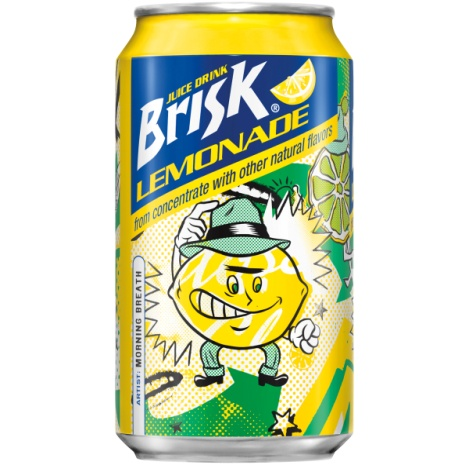 JUICE DRINK
Brisk®
LEMONADE
from concentrate with other natural flavors
ARTIST: MORNING BREATH